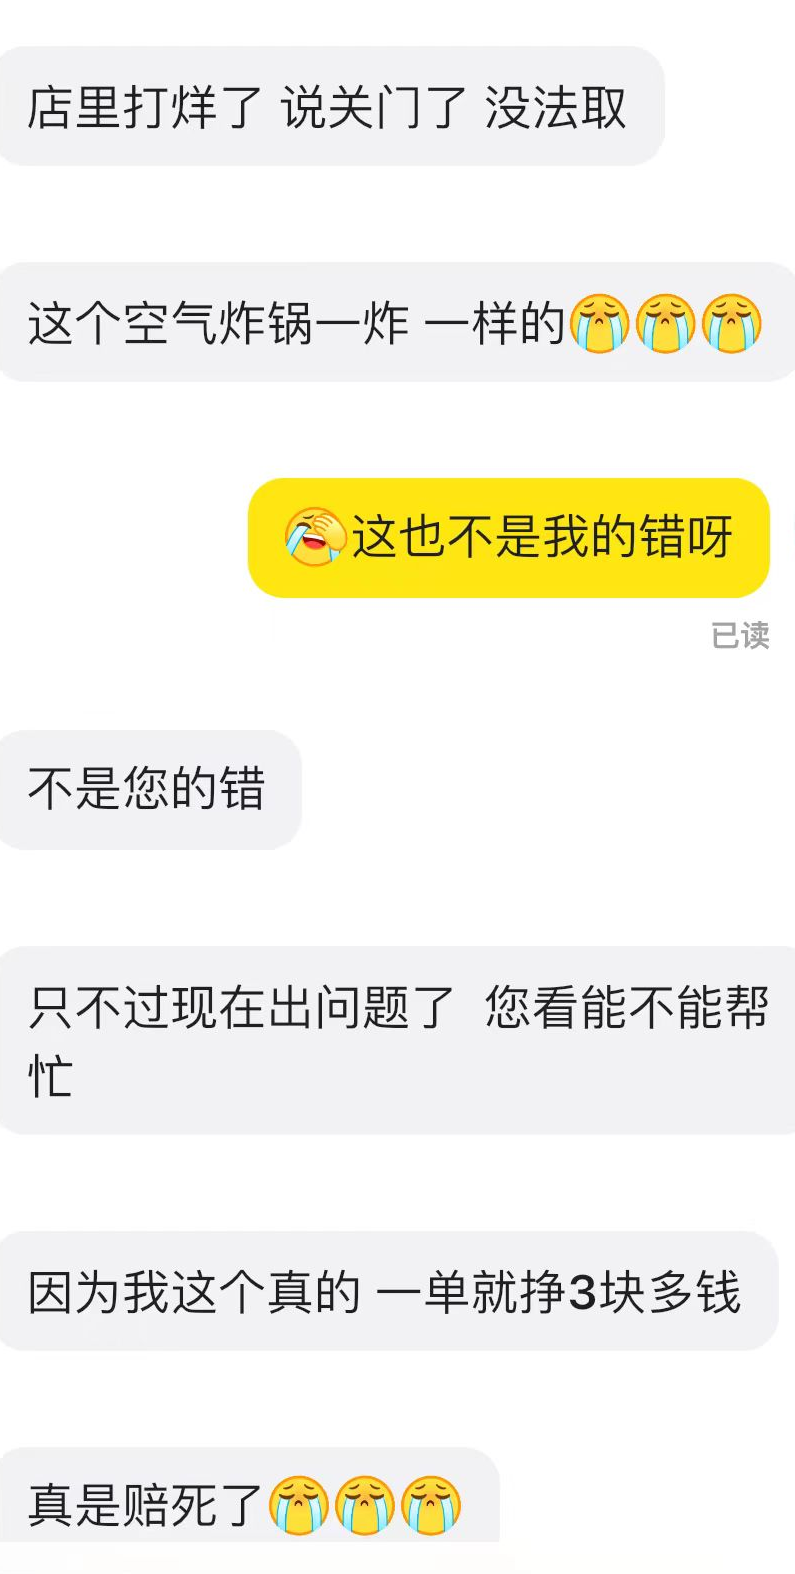 店里打烊了 说关门了 没法取
这个空气炸锅一炸 一样的😭😭😭
🤣这也不是我的错呀
已读
不是您的错
只不过现在出问题了 您看能不能帮
忙
因为我这个真的 一单就挣3块多钱
真是赔死了😭😭😭